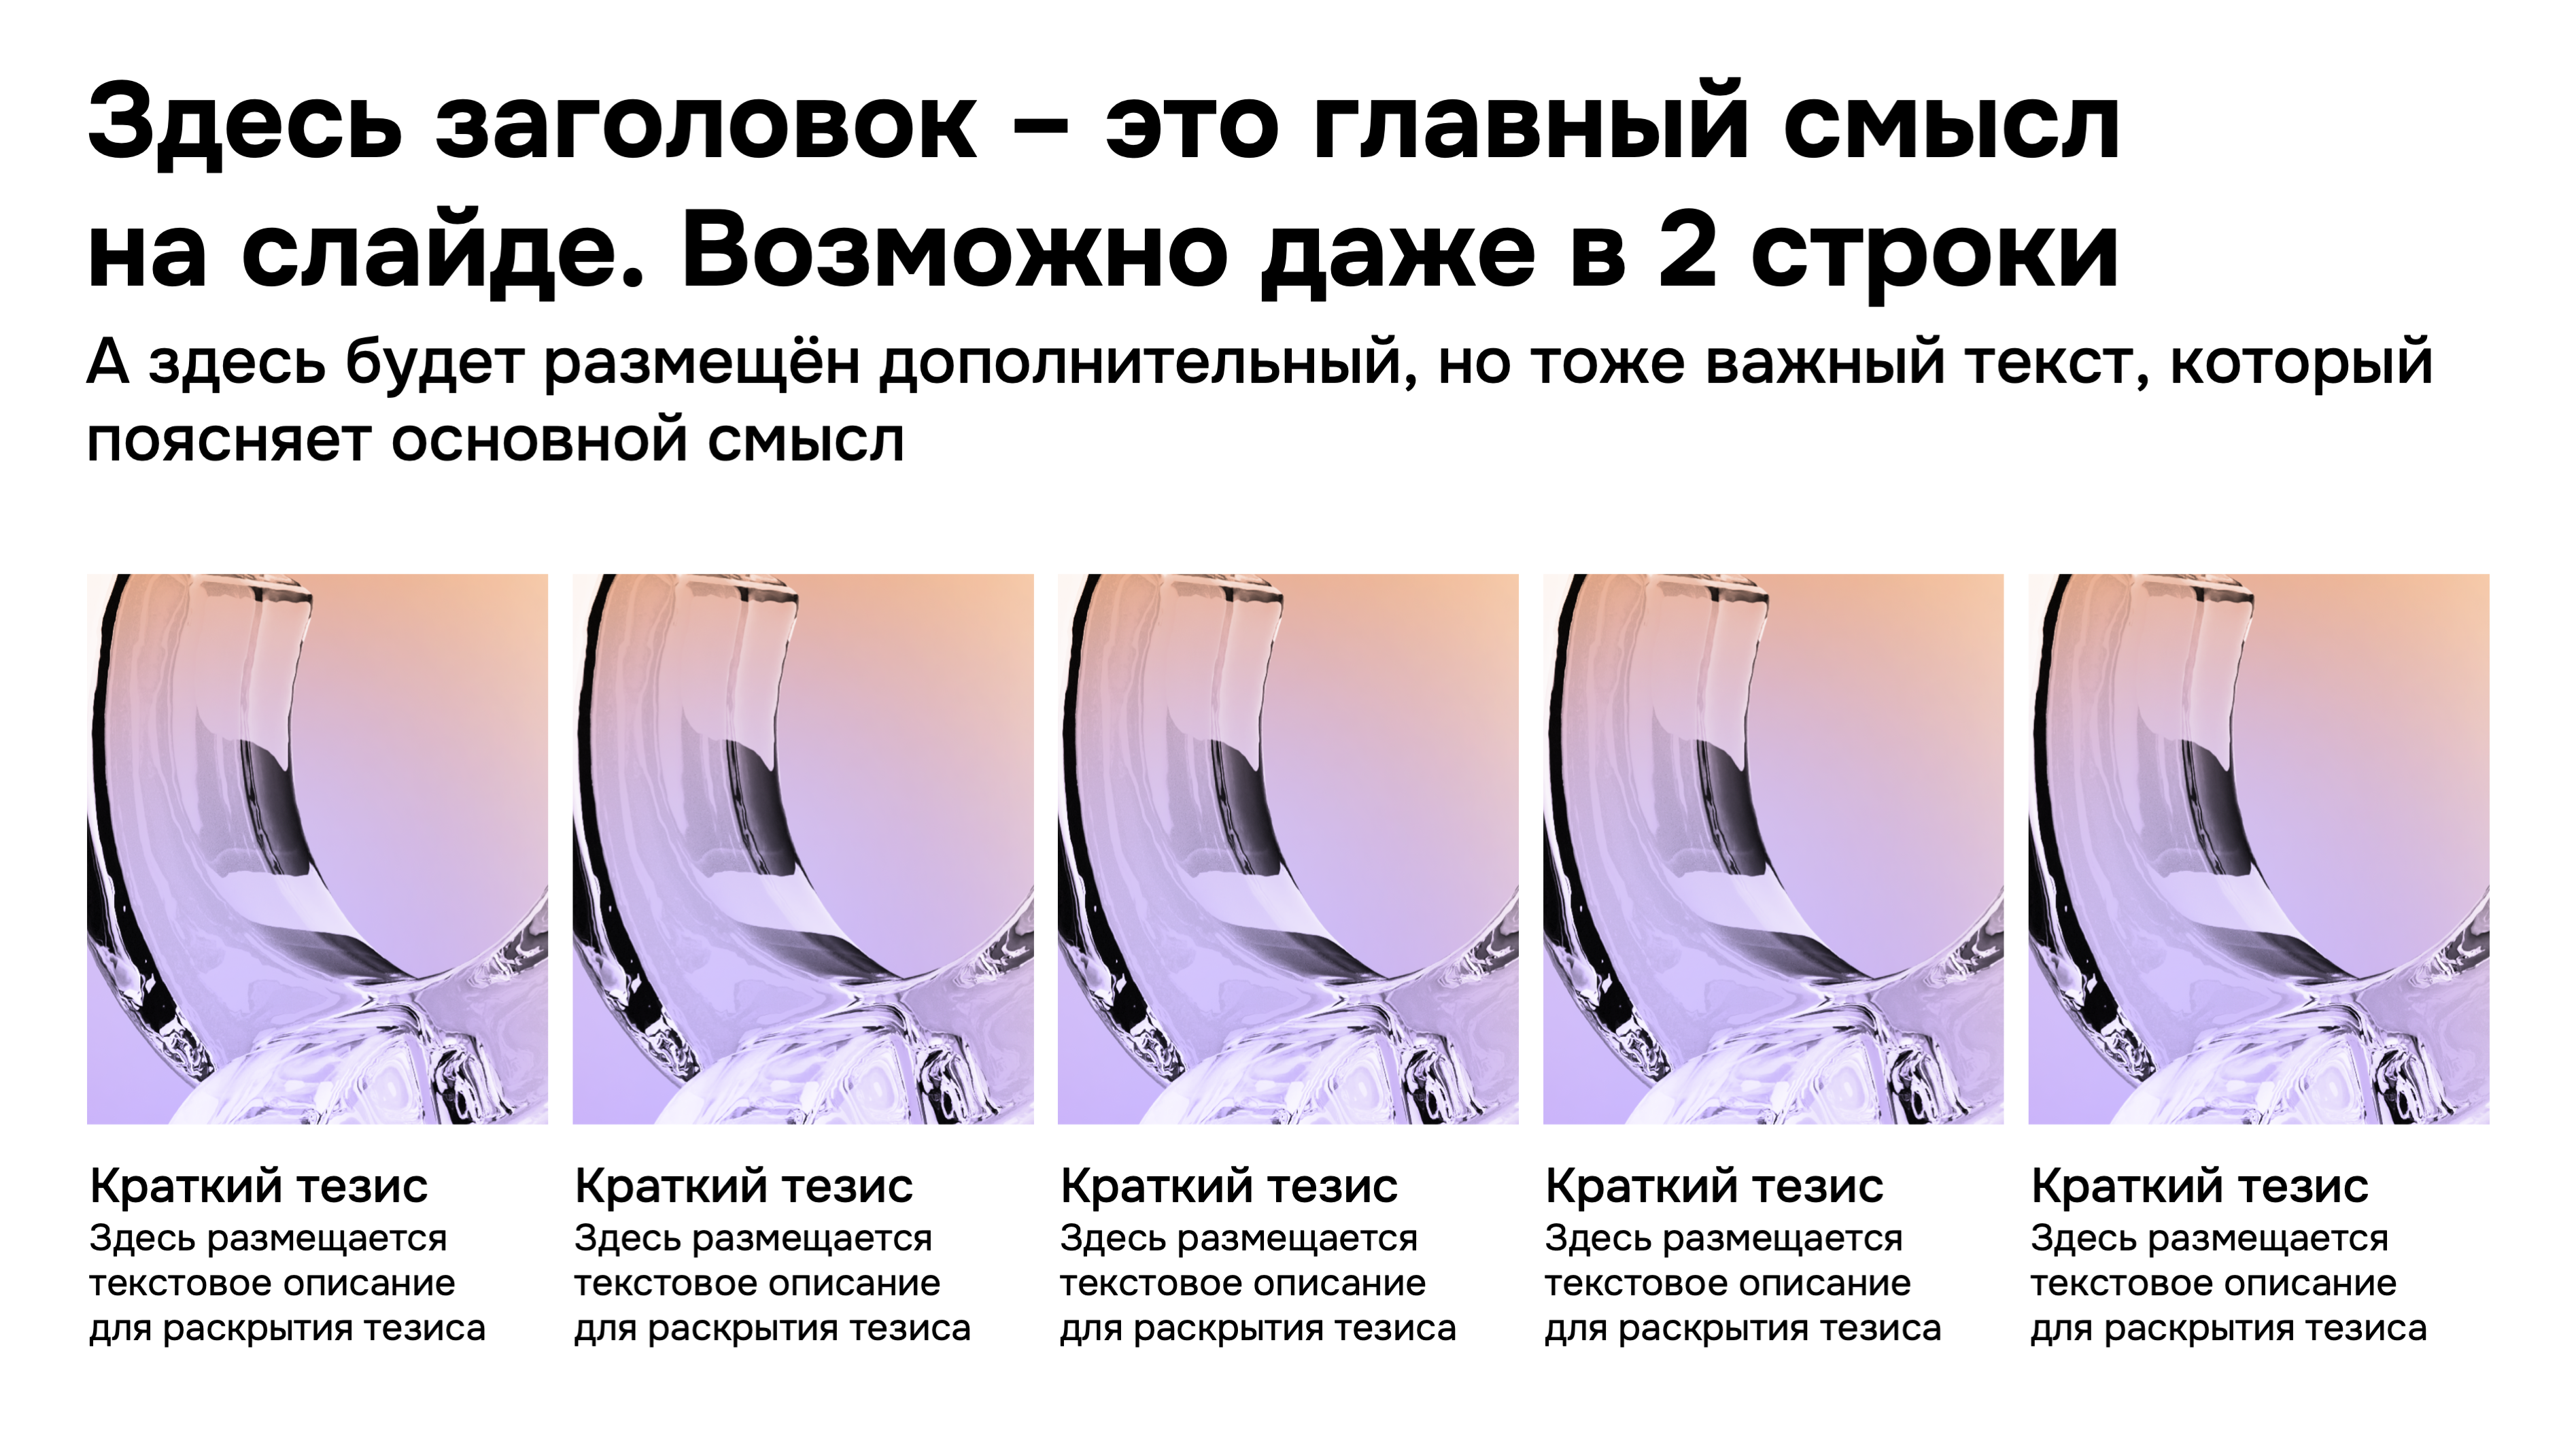 Здесь заголовок – это главный смысл
на слайде. Возможно даже в 2 строки
А здесь будет размещён дополнительный, но тоже важный текст, который
поясняет основной смысл
Краткий тезис
Здесь размещается
текстовое описание
для раскрытия тезиса
Краткий тезис
Здесь размещается
текстовое описание
для раскрытия тезиса
Краткий тезис
Здесь размещается
текстовое описание
для раскрытия тезиса
Краткий тезис
Здесь размещается
текстовое описание
для раскрытия тезиса
Краткий тезис
Здесь размещается
текстовое описание
для раскрытия тезиса